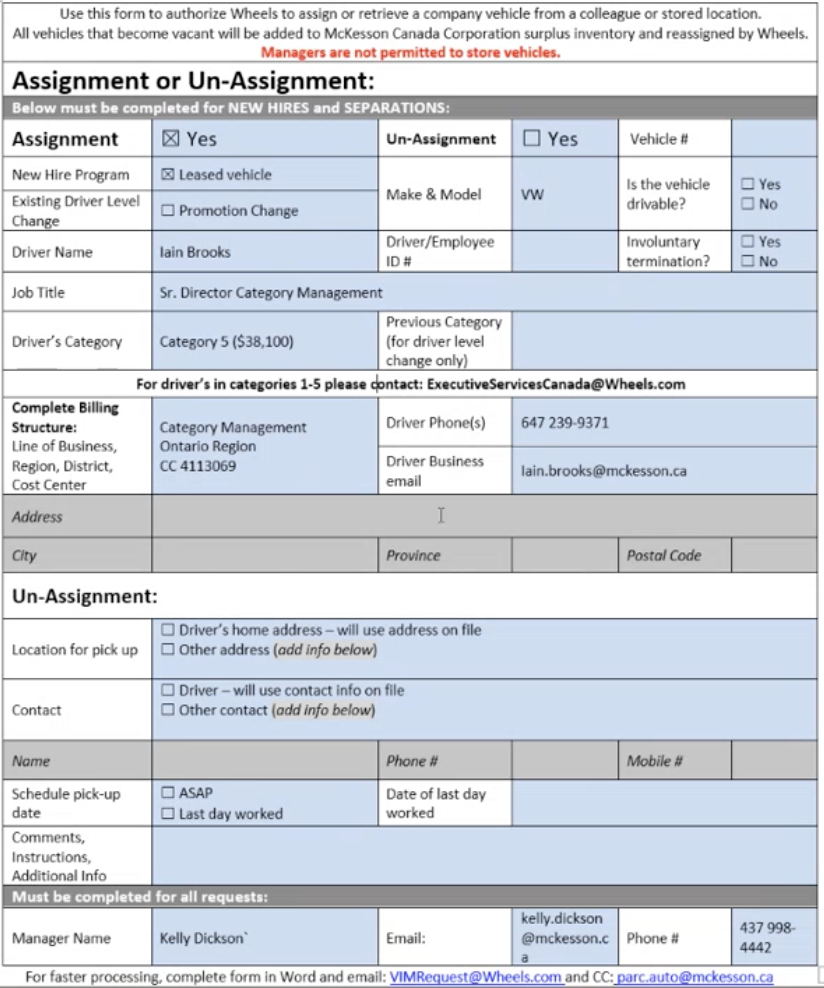 Use this form to authorize Wheels to assign or retrieve a company vehicle from a colleague or stored location.
All vehicles that become vacant will be added to McKesson Canada Corporation surplus inventory and reassigned by Wheels.
Managers are not permitted to store vehicles.
Assignment or Un-Assignment:
Below must be completed for NEW HIRES and SEPARATIONS:
Assignment ☒ Yes Un-Assignment ☐ Yes Vehicle #
New Hire Program ☒ Leased vehicle
Existing Driver Level
Change
☐ Promotion Change
Make & Model VW
Is the vehicle
drivable?
☐ Yes
☐ No
Driver Name Iain Brooks
Driver/Employee
ID #
Involuntary
termination?
☐ Yes
☐ No
Job Title Sr. Director Category Management
Driver's Category Category 5 ($38,100)
Previous Category
(for driver level
change only)
For driver's in categories 1-5 please contact: ExecutiveServicesCanada@Wheels.com
Complete Billing
Structure:
Line of Business,
Region, District,
Cost Center
Category Management
Ontario Region
CC 4113069
Driver Phone(s) 647 239-9371
Driver Business
email
Iain.brooks@mckesson.ca
Address
City Province Postal Code
Un-Assignment:
Location for pick up
☐ Driver's home address – will use address on file
☐ Other address (add info below)
Contact
☐ Driver – will use contact info on file
☐ Other contact (add info below)
Name Phone # Mobile #
Schedule pick-up
date
☐ ASAP
☐ Last day worked
Date of last day
worked
Comments,
Instructions,
Additional Info
Must be completed for all requests:
Manager Name Kelly Dickson` Email:
kelly.dickson
@mckesson.c
a
Phone #
437 998-
4442
For faster processing, complete form in Word and email: VIMRequest@Wheels.com and CC: parc.auto@mckesson.ca